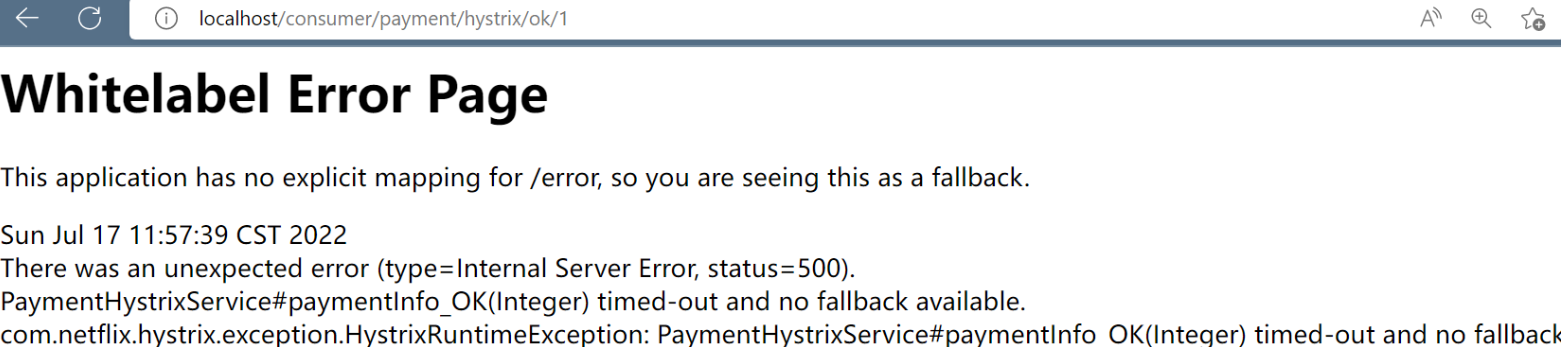 localhost/consumer/payment/hystrix/ok/1
Whitelabel Error Page
This application has no explicit mapping for /error, so you are seeing this as a fallback.
Sun Jul 17 11:57:39 CST 2022
There was an unexpected error (type=Internal Server Error, status=500).
PaymentHystrixService#paymentInfo_OK(Integer) timed-out and no fallback available.
com.netflix.hystrix.exception.HystrixRuntimeException: PaymentHystrixService#paymentInfo_OK(Integer) timed-out and no fallback